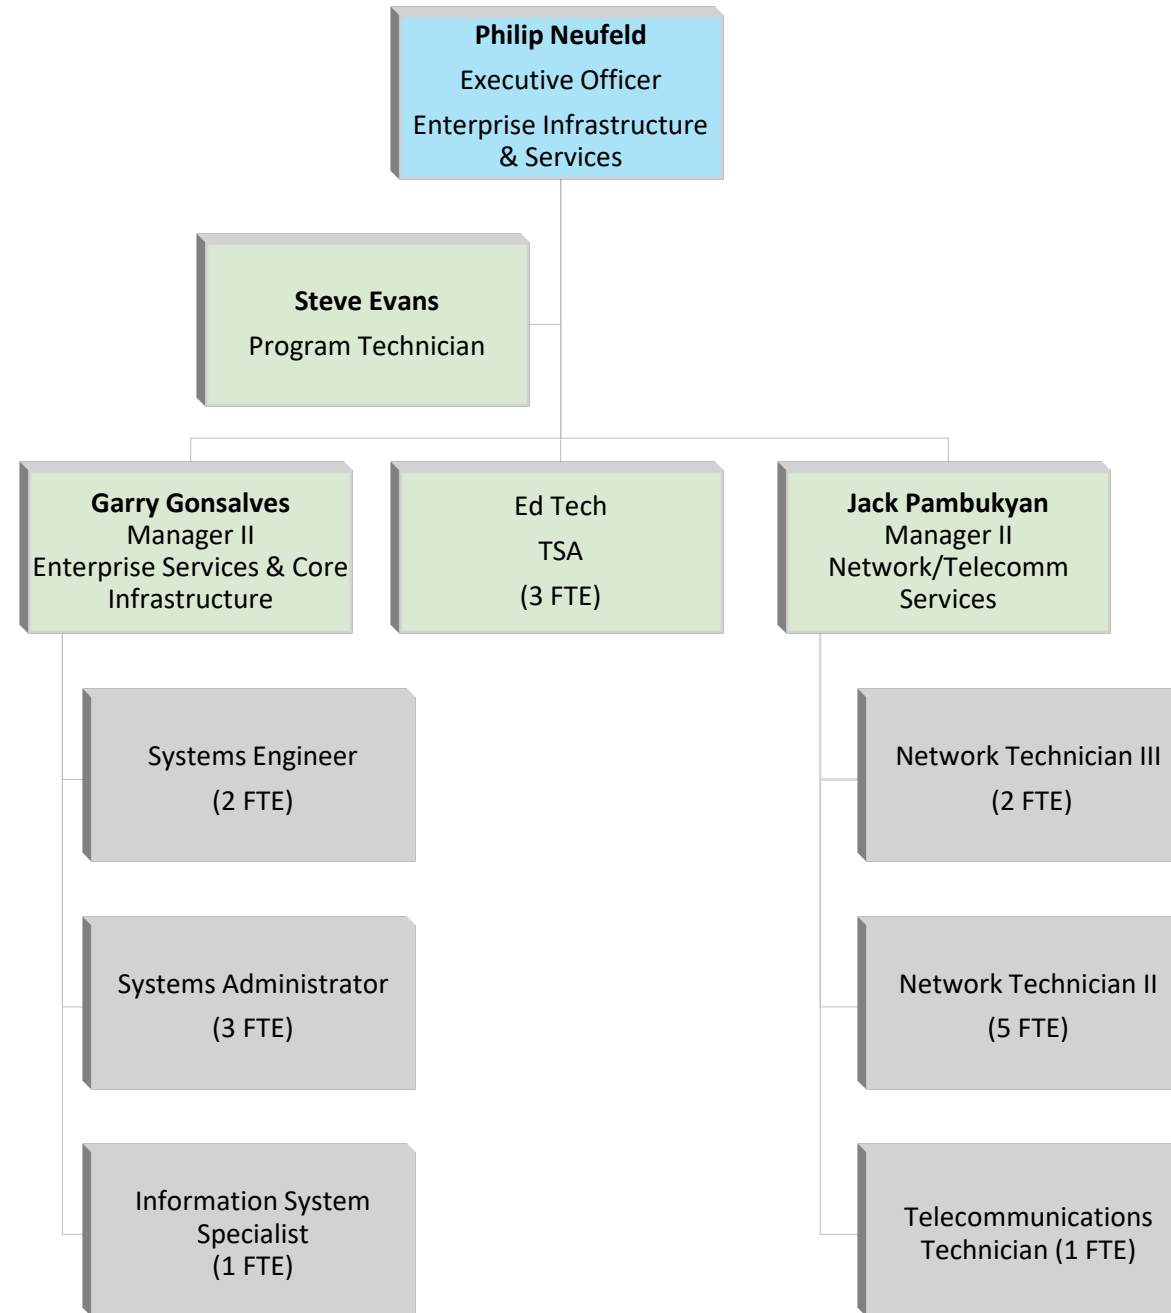 Philip Neufeld
Executive Officer
Enterprise Infrastructure
& Services
Steve Evans
Program Technician
Garry Gonsalves
Manager II
Enterprise Services & Core
Infrastructure
Ed Tech
TSA
(3 FTE)
Jack Pambukyan
Manager II
Network/Telecomm
Services
Systems Engineer
(2 FTE)
Network Technician III
(2 FTE)
Systems Administrator
(3 FTE)
Network Technician II
(5 FTE)
Information System
Specialist
(1 FTE)
Telecommunications
Technician (1 FTE)